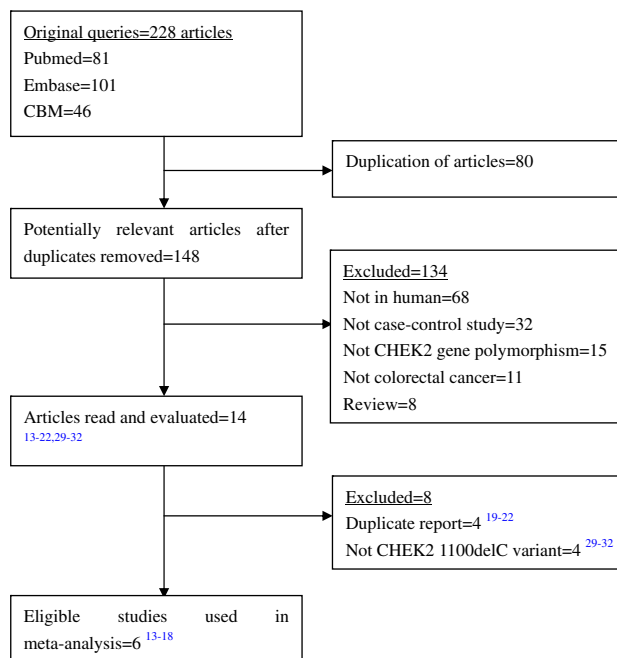 Original queries=228 articles
Pubmed=81
Embase=101
CBM=46
Duplication of articles=80
Potentially relevant articles after
duplicates removed=148
Excluded=134
Not in human=68
Not case-control study=32
Not CHEK2 gene polymorphism=15
Not colorectal cancer=11
Review=8
Articles read and evaluated=14
13-22,29-32
Excluded=8
Duplicate report=4 19-22
Not CHEK2 1100delC variant=4 29-32
Eligible studies used in
meta-analysis=6 13-18